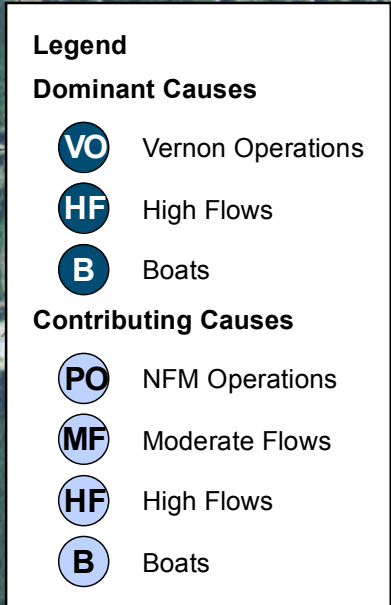 Legend
Dominant Causes
VO Vernon Operations
HF High Flows
B Boats
Contributing Causes
PO NFM Operations
MF Moderate Flows
HF High Flows
B Boats